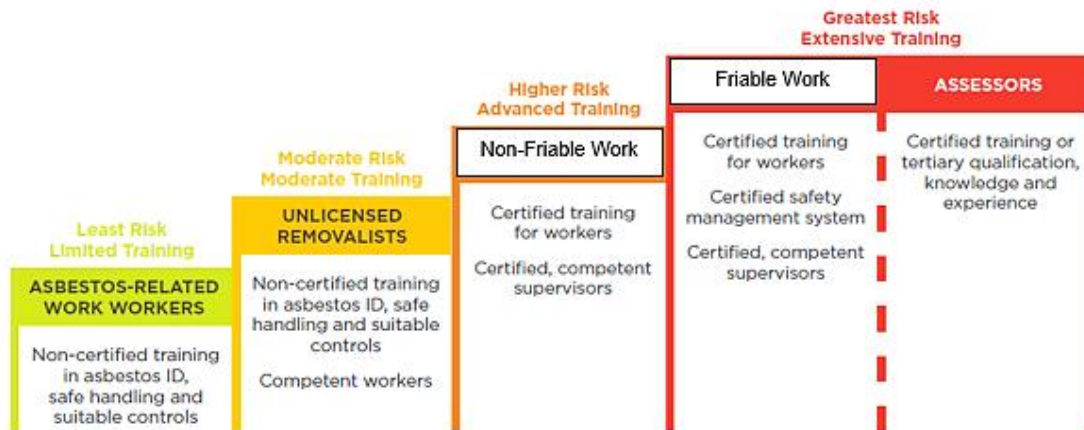 Least Risk
Limited Training
ASBESTOS-RELATED
WORK WORKERS
Non-certified training
in asbestos ID,
safe handling and
suitable controls
Moderate Risk
Moderate Training
UNLICENSED
REMOVALISTS
Non-certified training
in asbestos ID, safe
handling and suitable
controls
Competent workers
Higher Risk
Advanced Training
Non-Friable Work
Certified training
for workers
Certified, competent
supervisors
Greatest Risk
Extensive Training
Friable Work
Certified training
for workers
Certified safety
management system
Certified, competent
supervisors
ASSESSORS
Certified training or
tertiary qualification,
knowledge and
experience